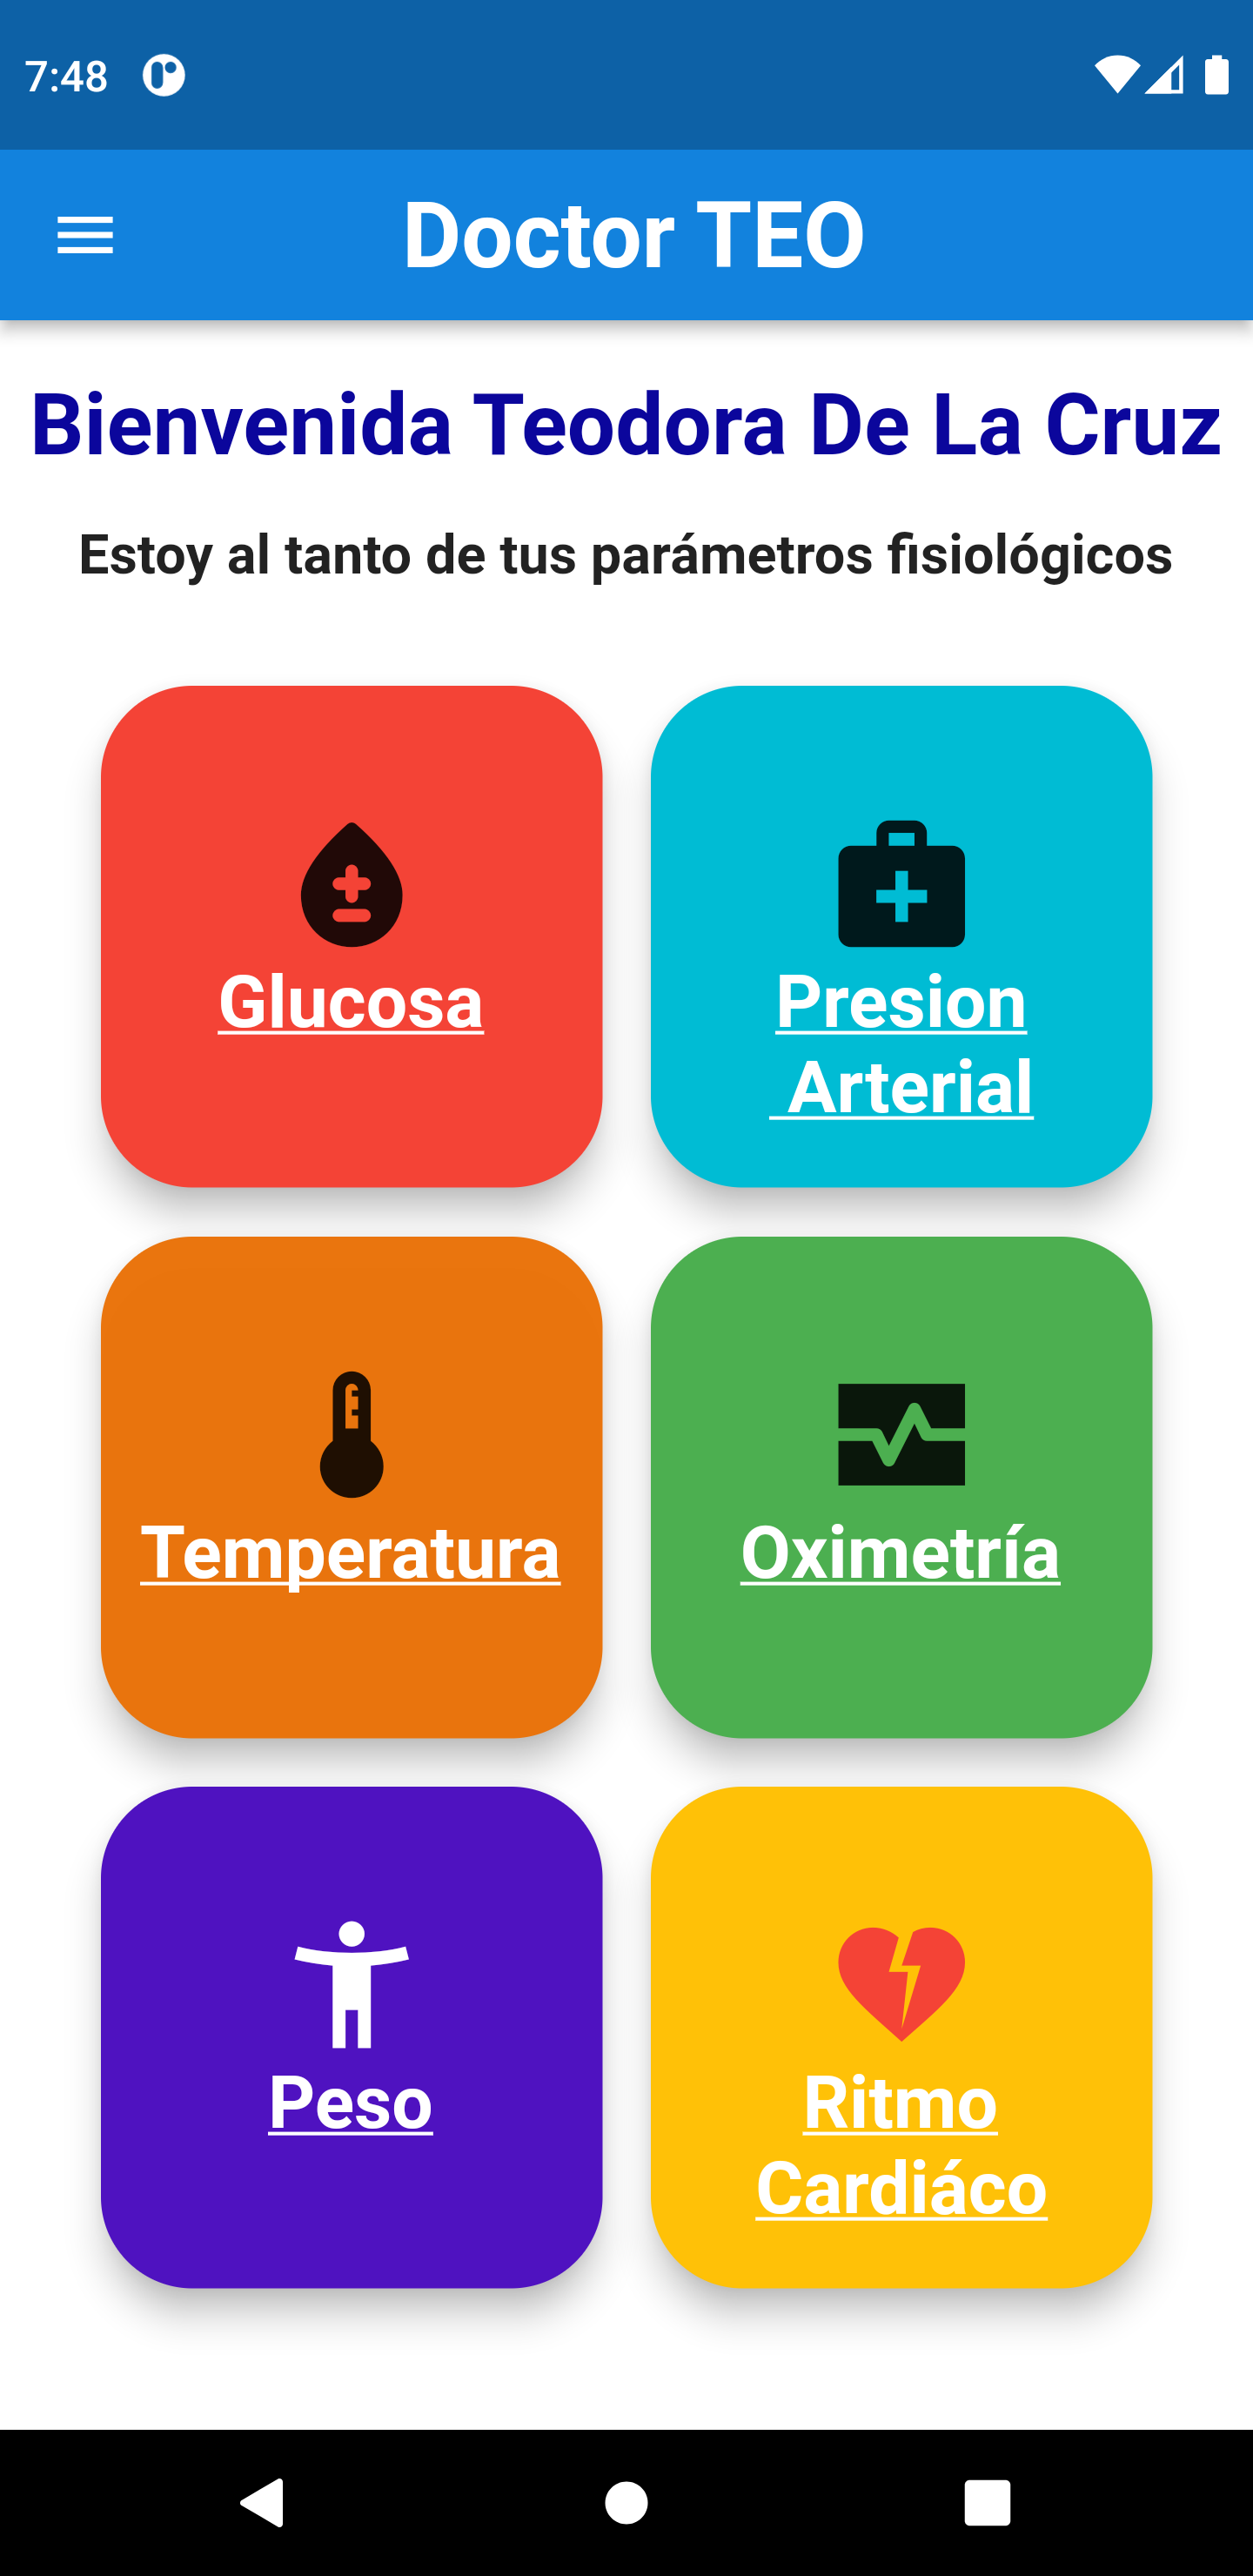 7:48
Doctor TEO
Bienvenida Teodora De La Cruz
Estoy al tanto de tus parámetros fisiológicos
Glucosa
Presion
Arterial
Temperatura
Oximetría
Peso
Ritmo
Cardiáco